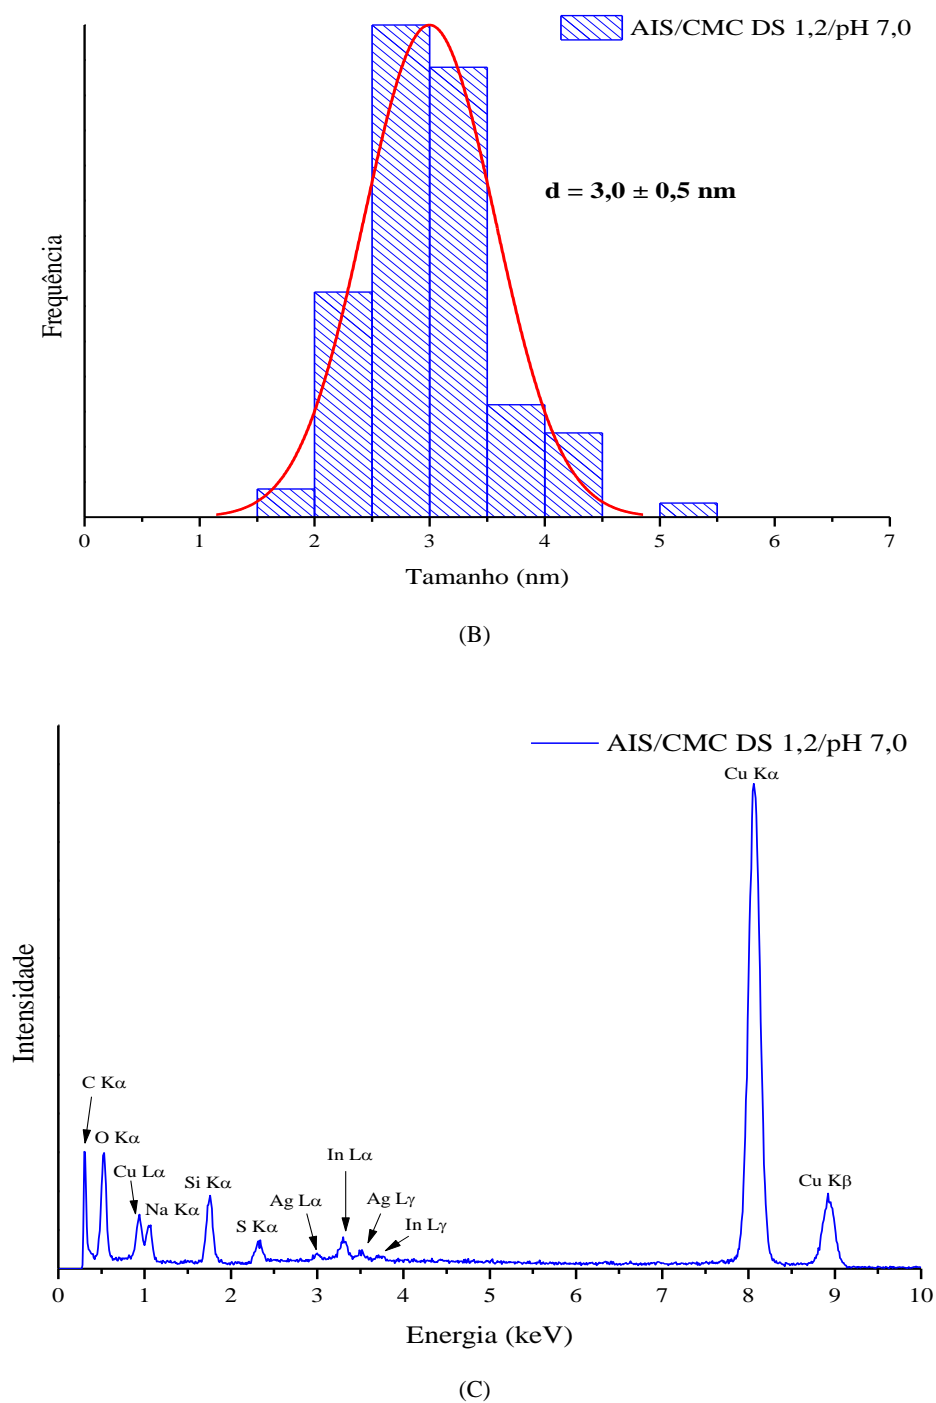 AIS/CMC DS 1,2/pH 7,0
d = 3,0 ± 0,5 nm
Frequência
0 1 2 3 4 5 6 7
Tamanho (nm)
(B)
AIS/CMC DS 1,2/pH 7,0
Cu Kα
Intensidade
C Kα
O Kα
Cu Lα
Na Kα
Si Kα
S Kα
Ag Lα
In Lα
Ag Lγ
In Lγ
Cu Kβ
0 1 2 3 4 5 6 7 8 9 10
Energia (keV)
(C)